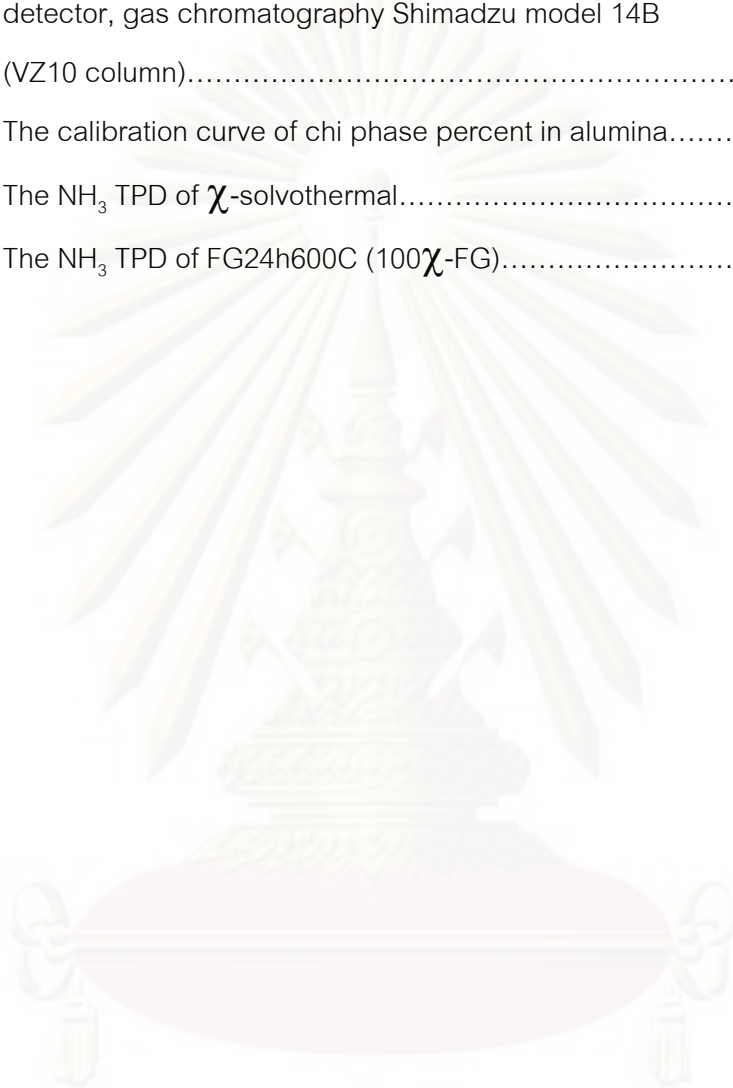 detector, gas chromatography Shimadzu model 14B
(VZ10 column)...........................................................
The calibration curve of chi phase percent in alumina.......
The NH₃ TPD of χ-solvothermal....................................
The NH₃ TPD of FG24h600C (100χ-FG).........................